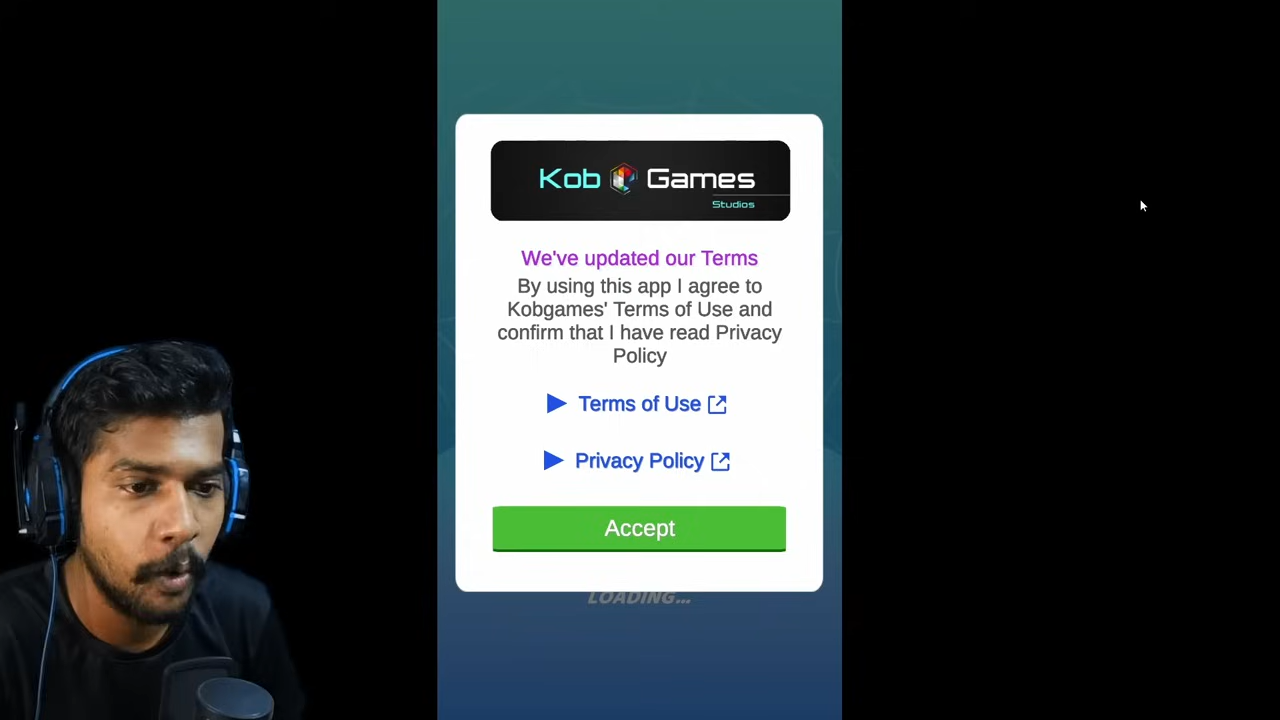 Kob Games
Studios
We've updated our Terms
By using this app I agree to
Kobgames' Terms of Use and
confirm that I have read Privacy
Policy
Terms of Use
Privacy Policy
Accept
LOADING...